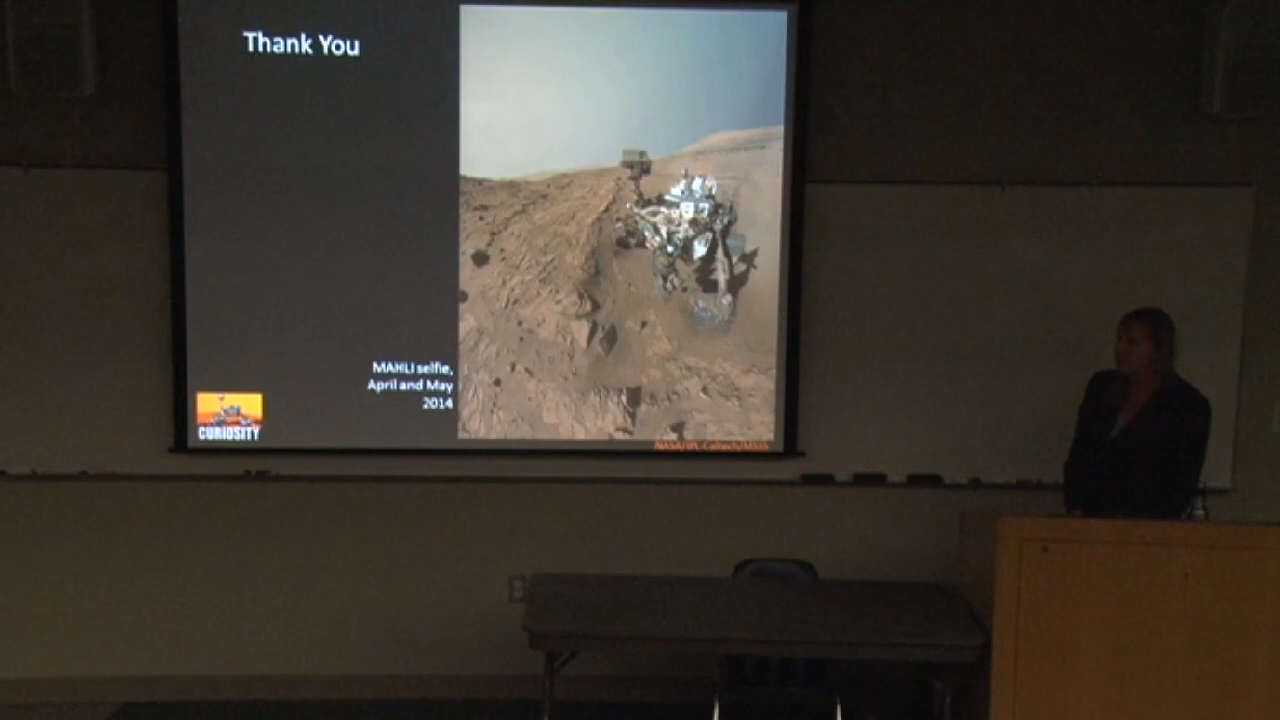 Thank You
MAHLI selfie,
April and May
2014
CURIOSITY
NASA/JPL-Caltech/MSSS